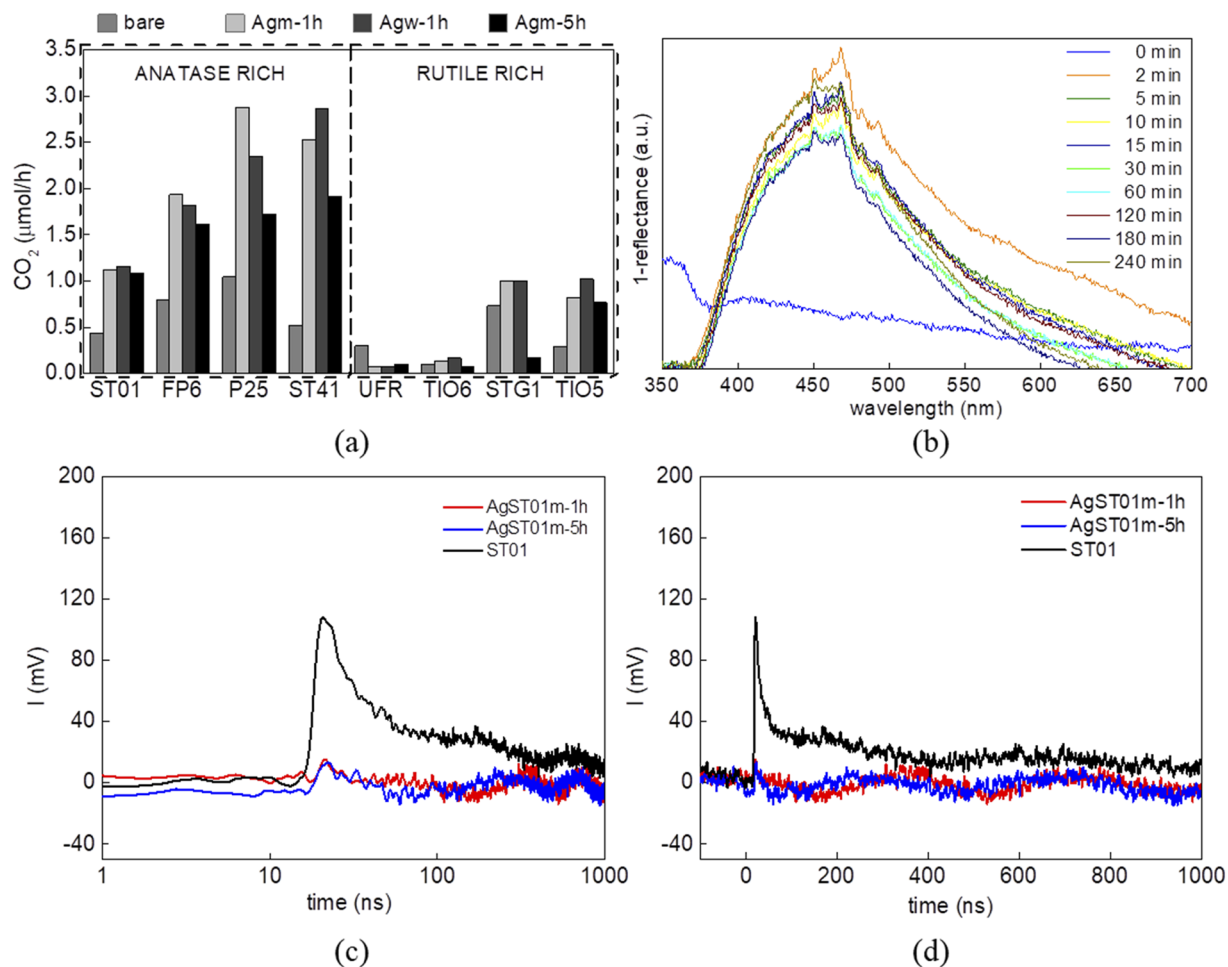 bare Agm-1h Agw-1h Agm-5h
3.5
3.0
2.5
2.0
1.5
1.0
0.5
0.0
CO2 (μmol/h)
ANATASE RICH RUTILE RICH
ST01 FP6 P25 ST41 UFR TIO6 STG1 TIO5
(a)
1-reflectance (a.u.)
0 min
2 min
5 min
10 min
15 min
30 min
60 min
120 min
180 min
240 min
350 400 450 500 550 600 650 700
wavelength (nm)
(b)
200
160
120
80
40
0
-40
I (mV)
AgST01m-1h
AgST01m-5h
ST01
1 10 100 1000
time (ns)
(c)
200
160
120
80
40
0
-40
I (mV)
AgST01m-1h
AgST01m-5h
ST01
0 200 400 600 800 1000
time (ns)
(d)